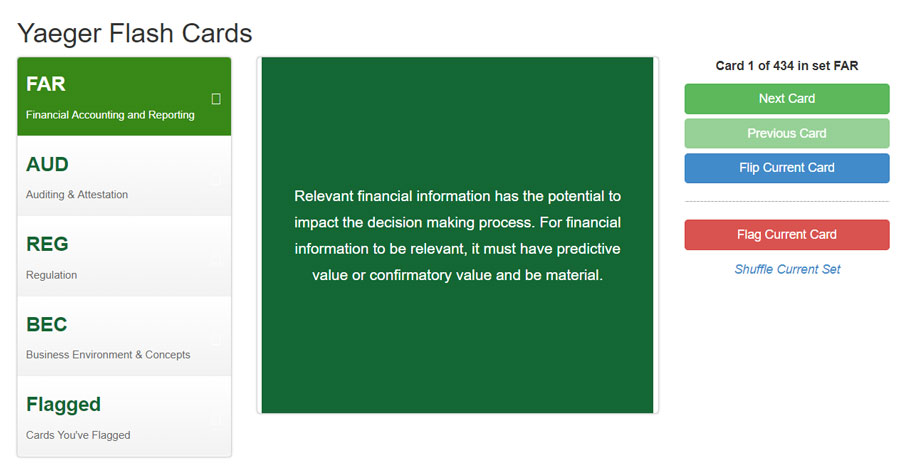 Yaeger Flash Cards
FAR
Financial Accounting and Reporting
AUD
Auditing & Attestation
REG
Regulation
BEC
Business Environment & Concepts
Flagged
Cards You've Flagged
Relevant financial information has the potential to
impact the decision making process. For financial
information to be relevant, it must have predictive
value or confirmatory value and be material.
Card 1 of 434 in set FAR
Next Card
Previous Card
Flip Current Card
Flag Current Card
Shuffle Current Set